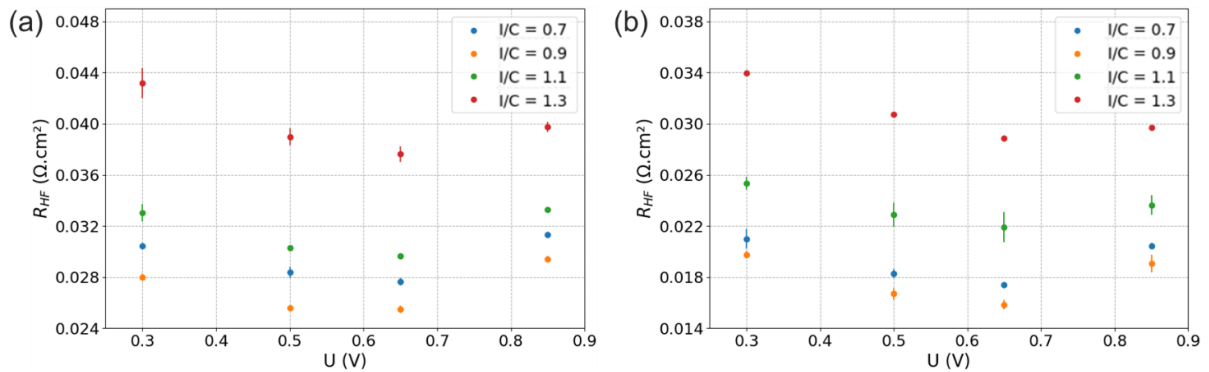 (a)
0.048
0.044
0.040
0.036
0.032
0.028
0.024
R_HF (Ω.cm²)
I/C = 0.7
I/C = 0.9
I/C = 1.1
I/C = 1.3
0.3 0.4 0.5 0.6 0.7 0.8 0.9
U (V)
(b)
0.038
0.034
0.030
0.026
0.022
0.018
0.014
R_HF (Ω.cm²)
I/C = 0.7
I/C = 0.9
I/C = 1.1
I/C = 1.3
0.3 0.4 0.5 0.6 0.7 0.8 0.9
U (V)